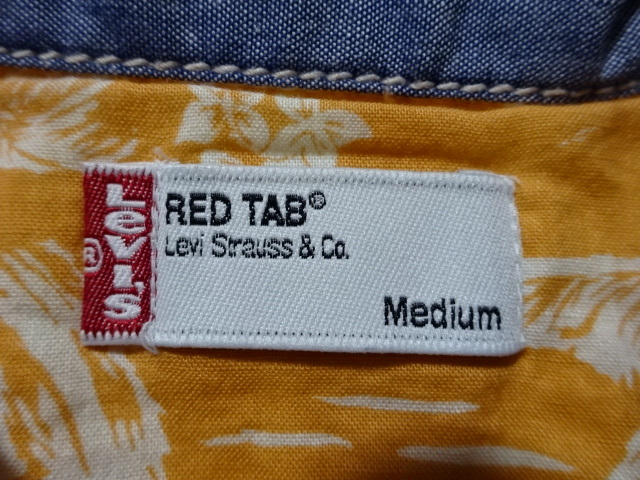 LEVI'S
®
RED TAB®
Levi Strauss & Co.
Medium